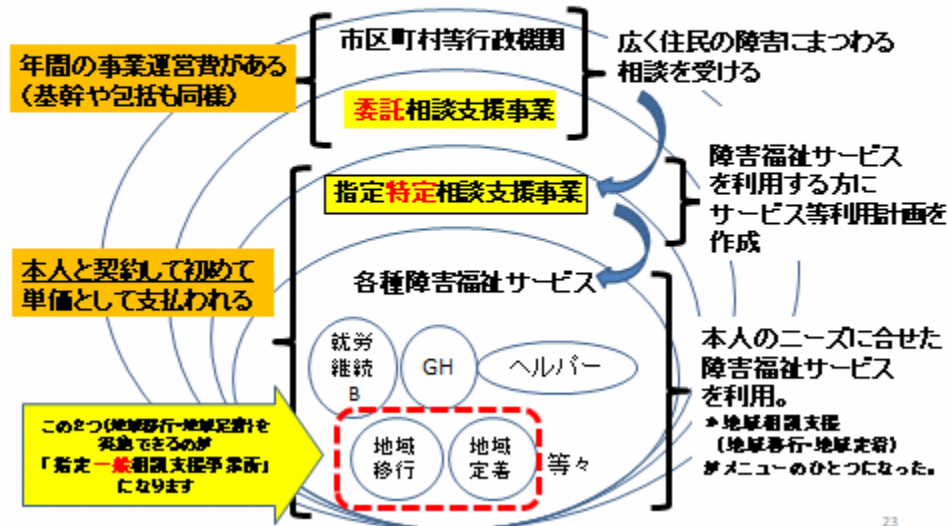 年間の事業運営費がある
(基幹や包括も同様)
市区町村等行政機関
委託相談支援事業
広く住民の障害にまつわる
相談を受ける
指定特定相談支援事業
障害福祉サービス
を利用する方に
サービス等利用計画を
作成
本人と契約して初めて
単価として支払われる
各種障害福祉サービス
就労
継続
B
GH
ヘルパー
地域
移行
地域
定着
等々
本人のニーズに合せた
障害福祉サービス
を利用。
*地域相談支援
(地域移行・地域定着)
がメニューのひとつになった。
この2つ(地域移行・地域定着)を
実施できるのが
「指定一般相談支援事業所」
になります
23